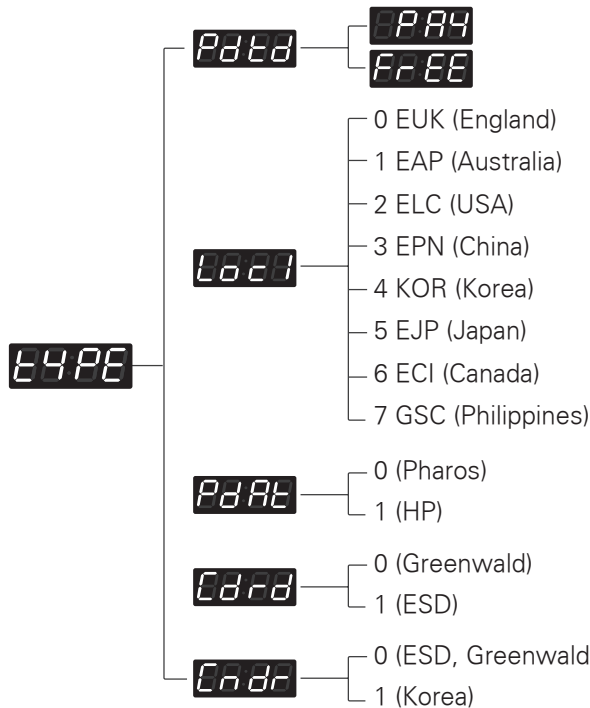 PAY
Pdtd
FrEE
0 EUK (England)
1 EAP (Australia)
2 ELC (USA)
3 EPN (China)
Loc1
4 KOR (Korea)
5 EJP (Japan)
tYPE
6 ECI (Canada)
7 GSC (Philippines)
0 (Pharos)
PdAt
1 (HP)
0 (Greenwald)
Cdrd
1 (ESD)
0 (ESD, Greenwald
Cndr
1 (Korea)